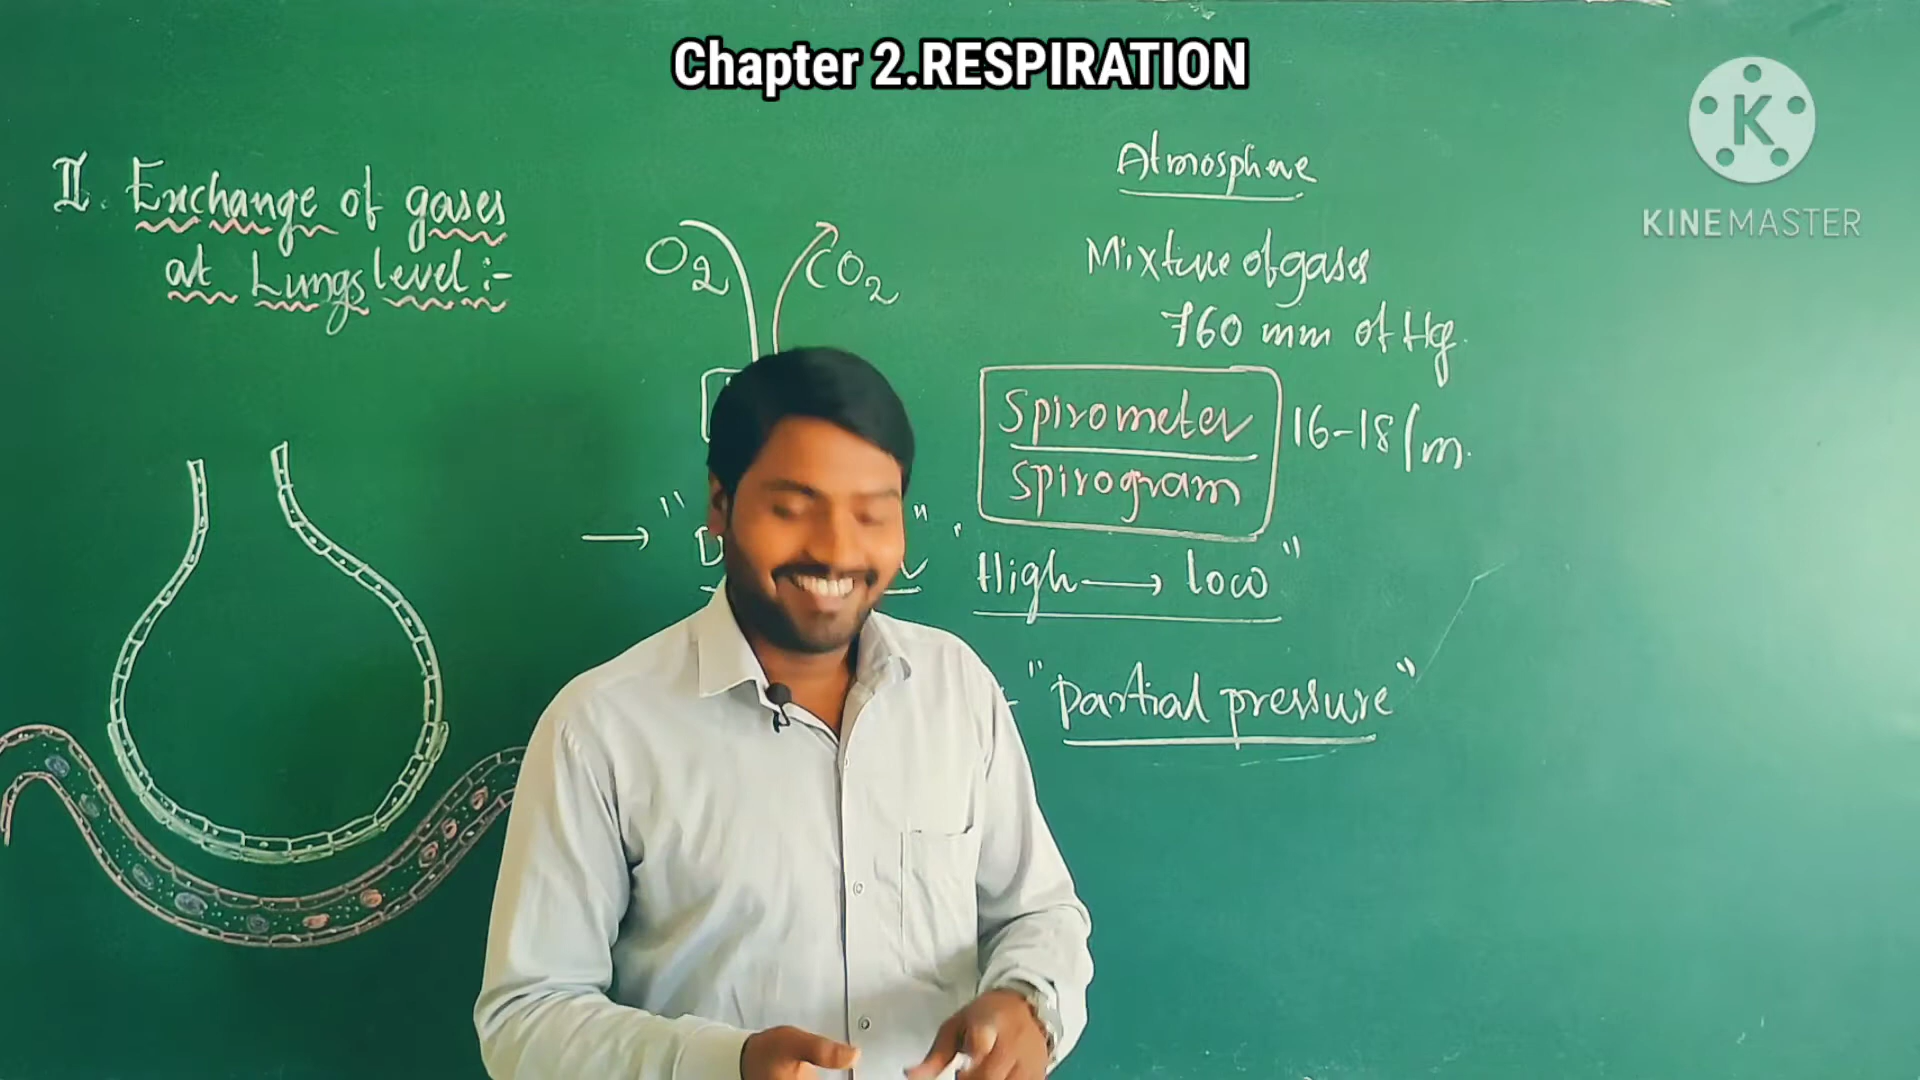 Chapter 2.RESPIRATION
KINEMASTER
II. Exchange of gases
at Lungs level :-
O2
CO2
Atmosphere
Mixture of gases
760 mm of Hg.
Spirometer
Spirogram
16-18/m.
→ " "
"High → low"
"partial pressure"